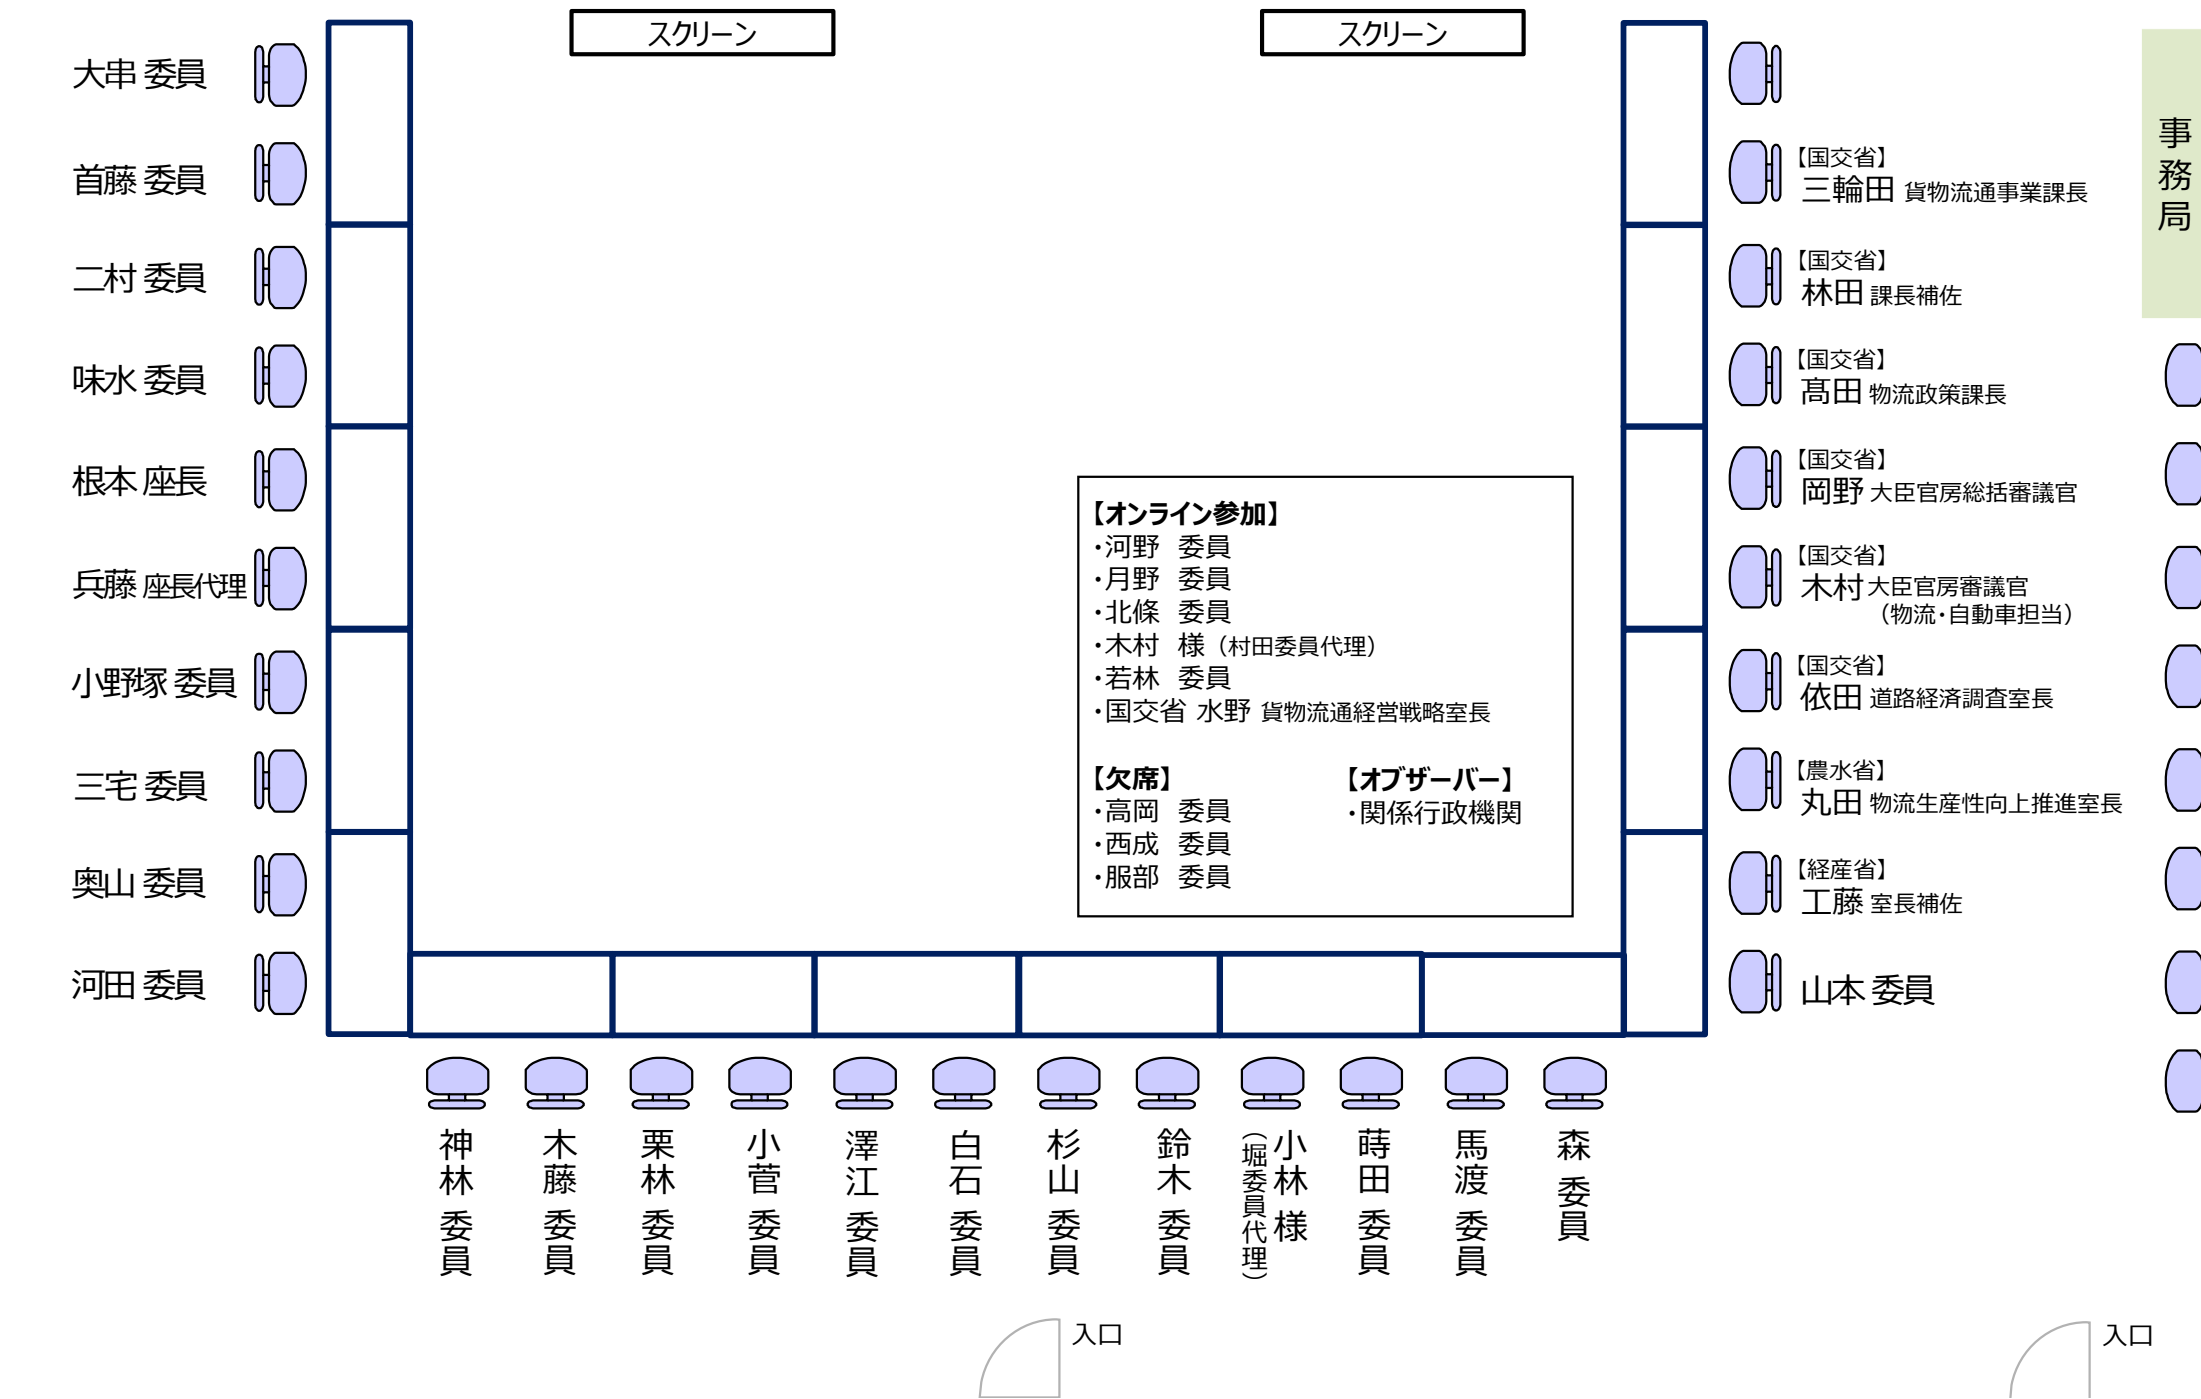 スクリーン
スクリーン
大串 委員
首藤 委員
二村 委員
味水 委員
根本 座長
兵藤 座長代理
小野塚 委員
三宅 委員
奥山 委員
河田 委員
【オンライン参加】
・河野　委員
・月野　委員
・北條　委員
・木村　様（村田委員代理）
・若林　委員
・国交省 水野 貨物流通経営戦略室長
【欠席】
・高岡　委員
・西成　委員
・服部　委員
【オブザーバー】
・関係行政機関
【国交省】
三輪田 貨物流通事業課長
【国交省】
林田 課長補佐
【国交省】
髙田 物流政策課長
【国交省】
岡野 大臣官房総括審議官
【国交省】
木村 大臣官房審議官
（物流・自動車担当）
【国交省】
依田 道路経済調査室長
【農水省】
丸田 物流生産性向上推進室長
【経産省】
工藤 室長補佐
山本 委員
事務局
神林 委員
木藤 委員
栗林 委員
小菅 委員
澤江 委員
白石 委員
杉山 委員
鈴木 委員
小林 様
（堀委員代理）
蒔田 委員
馬渡 委員
森 委員
入口
入口